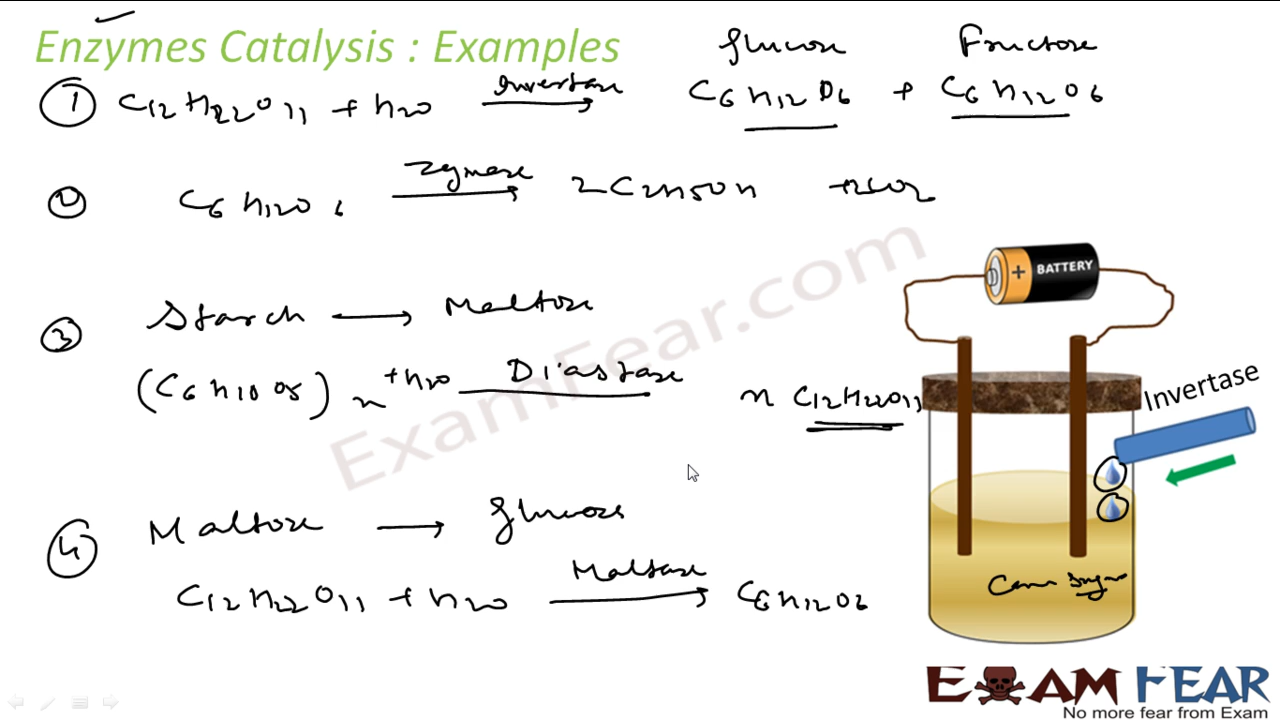 Enzymes Catalysis : Examples
Glucose Fructose
① C12H22O11 + H2O Invertase → C6H12O6 + C6H12O6
② C6H12O6 Zymase → 2C2H5OH +2CO2
③ Starch → Maltose
(C6H10O5)n +H2O Diastase n C12H22O11
④ Maltose → Glucose
C12H22O11 + H2O Maltase → C6H12O6
+ BATTERY
Invertase
Cane Sugar
ExamFear.com
EXAM FEAR
No more fear from Exam